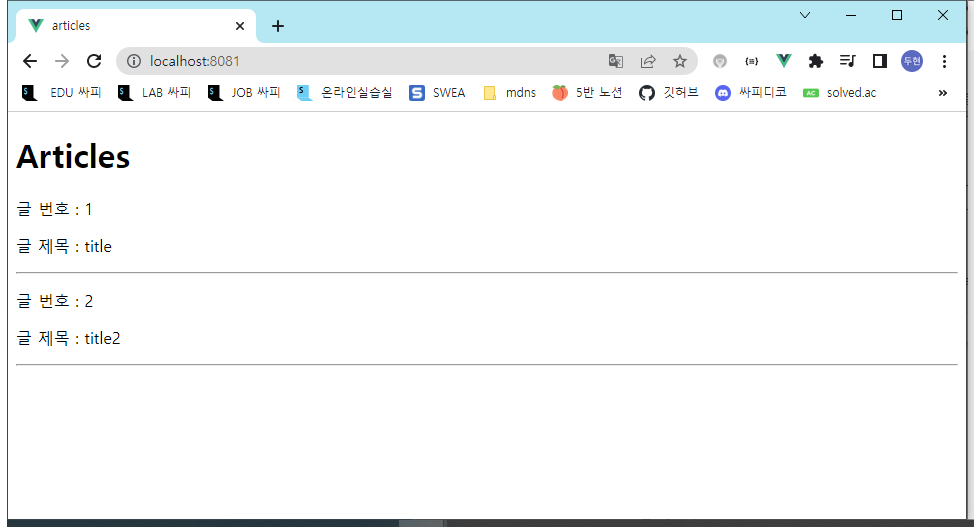 articles
localhost:8081
두현
EDU 싸피 LAB 싸피 JOB 싸피 온라인실습실 SWEA mdns 5반 노션 깃허브 싸피디코 AC solved.ac »
Articles
글 번호 : 1
글 제목 : title
글 번호 : 2
글 제목 : title2